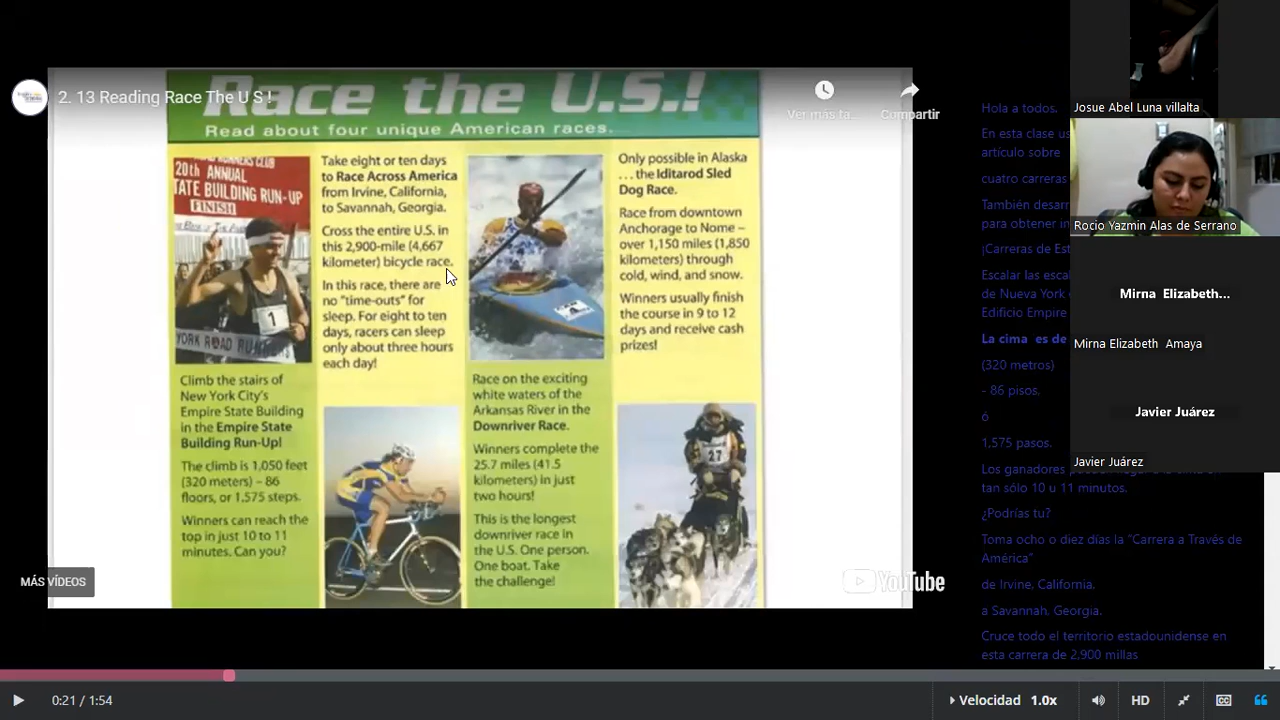 2. 13 Reading Race The U S !
Ver más ta...
Compartir
Race the U.S.!
Read about four unique American races.
20th ANNUAL
TATE BUILDING RUN-UP
FINISH
1
YORK ROAD RUNNERS
Climb the stairs of
New York City's
Empire State Building
in the Empire State
Building Run-Up!
The climb is 1,050 feet
(320 meters) – 86
floors, or 1,575 steps.
Winners can reach the
top in just 10 to 11
minutes. Can you?
Take eight or ten days
to Race Across America
from Irvine, California,
to Savannah, Georgia.
Cross the entire U.S. in
this 2,900-mile (4,667
kilometer) bicycle race.
In this race, there are
no "time-outs" for
sleep. For eight to ten
days, racers can sleep
only about three hours
each day!
Race on the exciting
white waters of the
Arkansas River in the
Downriver Race.
Winners complete the
25.7 miles (41.5
kilometers) in just
two hours!
This is the longest
downriver race in
the U.S. One person.
One boat. Take
the challenge!
Only possible in Alaska
. . . the Iditarod Sled
Dog Race.
Race from downtown
Anchorage to Nome –
over 1,150 miles (1,850
kilometers) through
cold, wind, and snow.
Winners usually finish
the course in 9 to 12
days and receive cash
prizes!
27
MÁS VÍDEOS
YouTube
Hola a todos.
En esta clase us
artículo sobre
cuatro carreras
También desarr
para obtener in
¡Carreras de Est
Escalar las esca
de Nueva York
Edificio Empire
La cima es de
(320 metros)
- 86 pisos,
ó
1,575 pasos.
tan sólo 10 u 11 minutos.
¿Podrías tu?
Toma ocho o diez días la “Carrera a Través de
América”
de Irvine, California,
a Savannah, Georgia.
Cruce todo el territorio estadounidense en
esta carrera de 2,900 millas
Josue Abel Luna villalta
Rocio Yazmin Alas de Serrano
Mirna Elizabeth...
Mirna Elizabeth Amaya
Javier Juárez
Javier Juárez
0:21 / 1:54
Velocidad 1.0x
HD
CC